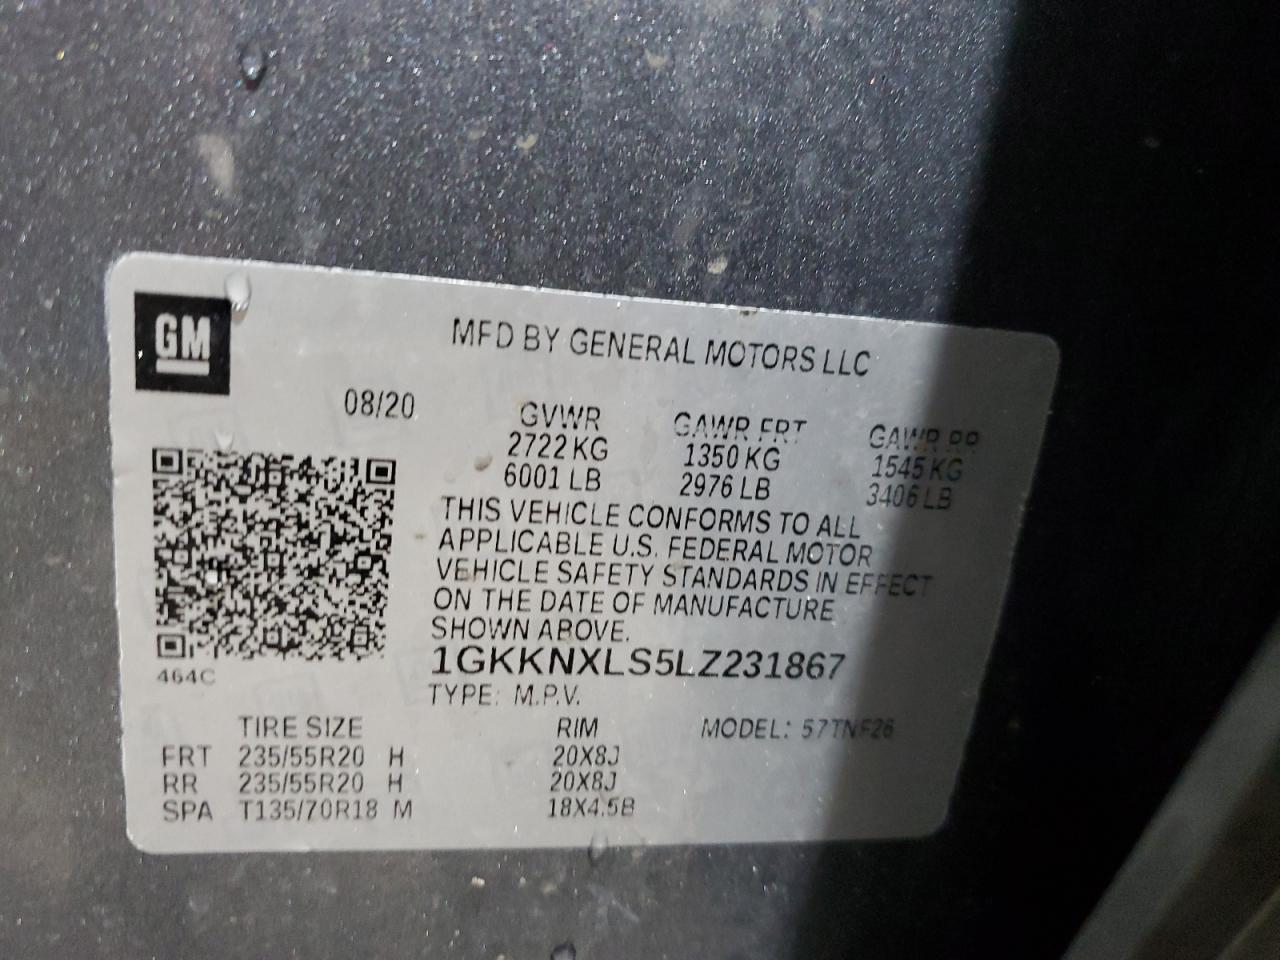 GM
MFD BY GENERAL MOTORS LLC
08/20
GVWR GAWR FRT GAWR RR
2722 KG 1350 KG 1545 KG
6001 LB 2976 LB 3406 LB
THIS VEHICLE CONFORMS TO ALL
APPLICABLE U.S. FEDERAL MOTOR
VEHICLE SAFETY STANDARDS IN EFFECT
ON THE DATE OF MANUFACTURE
SHOWN ABOVE.
1GKKNXLS5LZ231867
464C
TYPE: M.P.V.
TIRE SIZE RIM MODEL: 57TNF26
FRT 235/55R20 H 20X8J
RR 235/55R20 H 20X8J
SPA T135/70R18 M 18X4.5B